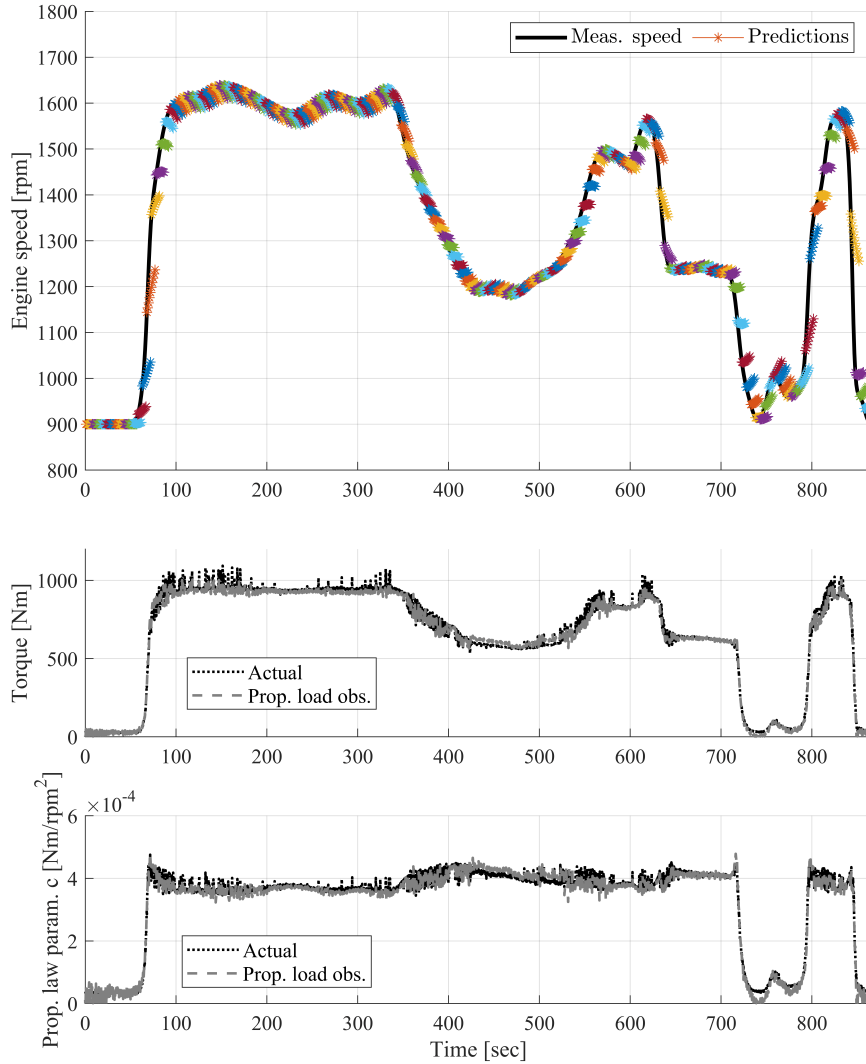 1800
1700
1600
1500
1400
1300
1200
1100
1000
900
800
Engine speed [rpm]
Meas. speed
Predictions
0 100 200 300 400 500 600 700 800
1000
500
0
Torque [Nm]
Actual
Prop. load obs.
0 100 200 300 400 500 600 700 800
×10⁻⁴
6
4
2
0
Prop. law param. c [Nm/rpm²]
Actual
Prop. load obs.
0 100 200 300 400 500 600 700 800
Time [sec]